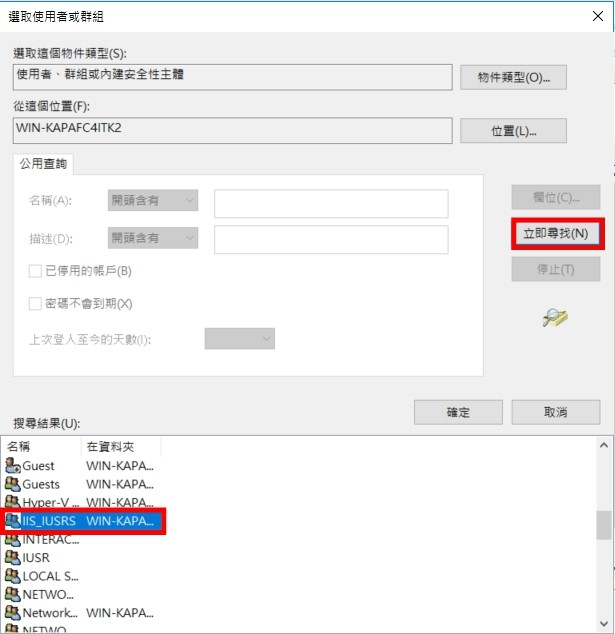 選取使用者或群組
選取這個物件類型(S):
使用者、群組或內建安全性主體
物件類型(O)...
從這個位置(F):
WIN-KAPAFC4ITK2
位置(L)...
公用查詢
名稱(A):
開頭含有
描述(D):
開頭含有
已停用的帳戶(B)
密碼不會到期(X)
上次登入至今的天數(I):
欄位(C)...
立即尋找(N)
停止(T)
確定
取消
搜尋結果(U):
名稱 在資料夾
Guest WIN-KAPA...
Guests WIN-KAPA...
Hyper-V ... WIN-KAPA...
IIS_IUSRS WIN-KAPA...
INTERAC...
IUSR
LOCAL S...
NETWO...
Network... WIN-KAPA...
NETWO...